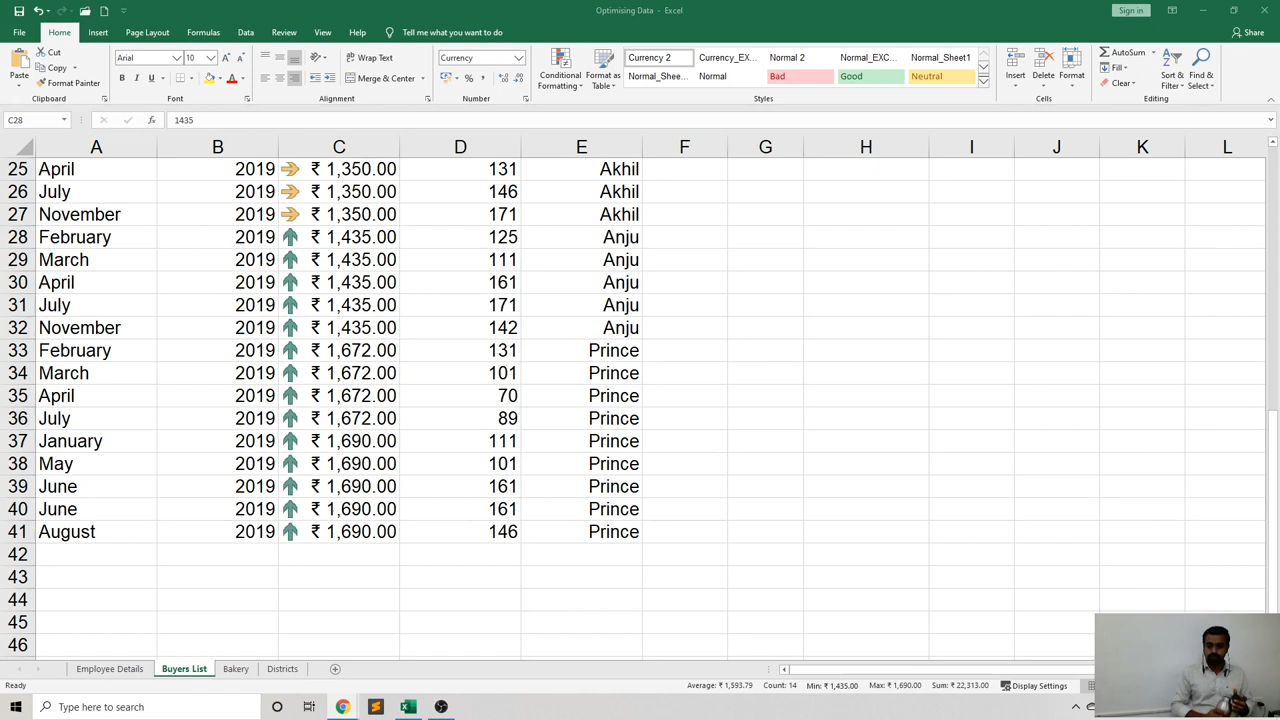 Optimising Data - Excel
Sign in
File Home Insert Page Layout Formulas Data Review View Help Tell me what you want to do Share
Paste Cut Copy Format Painter Clipboard
Arial 10 Font
Wrap Text Merge & Center Alignment
Currency Number
Conditional Formatting Format as Table
Currency 2 Currency_E... Normal 2 Normal_EXC... Normal_Sheet1
Normal_Shee... Normal Bad Good Neutral
Styles
Insert Delete Format Cells
AutoSum Fill Clear Sort & Filter Find & Select Editing
C28 fx 1435
A B C D E F G H I J K L
25 April 2019 ₹ 1,350.00 131 Akhil
26 July 2019 ₹ 1,350.00 146 Akhil
27 November 2019 ₹ 1,350.00 171 Akhil
28 February 2019 ₹ 1,435.00 125 Anju
29 March 2019 ₹ 1,435.00 111 Anju
30 April 2019 ₹ 1,435.00 161 Anju
31 July 2019 ₹ 1,435.00 171 Anju
32 November 2019 ₹ 1,435.00 142 Anju
33 February 2019 ₹ 1,672.00 131 Prince
34 March 2019 ₹ 1,672.00 101 Prince
35 April 2019 ₹ 1,672.00 70 Prince
36 July 2019 ₹ 1,672.00 89 Prince
37 January 2019 ₹ 1,690.00 111 Prince
38 May 2019 ₹ 1,690.00 101 Prince
39 June 2019 ₹ 1,690.00 161 Prince
40 June 2019 ₹ 1,690.00 161 Prince
41 August 2019 ₹ 1,690.00 146 Prince
42
43
44
45
46
Employee Details Buyers List Bakery Districts
Ready Average: ₹ 1,593.79 Count: 14 Min: ₹ 1,435.00 Max: ₹ 1,690.00 Sum: ₹ 22,313.00 Display Settings
Type here to search